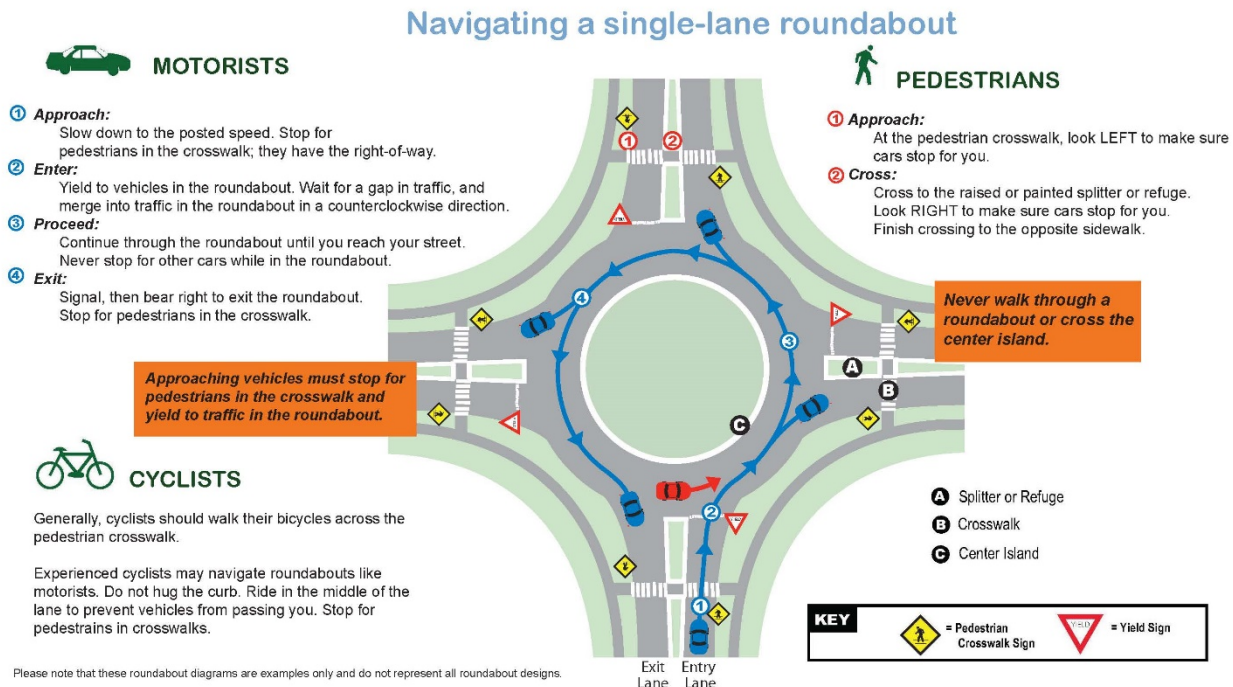 Navigating a single-lane roundabout
MOTORISTS
1 Approach:
Slow down to the posted speed. Stop for
pedestrians in the crosswalk; they have the right-of-way.
2 Enter:
Yield to vehicles in the roundabout. Wait for a gap in traffic, and
merge into traffic in the roundabout in a counterclockwise direction.
3 Proceed:
Continue through the roundabout until you reach your street.
Never stop for other cars while in the roundabout.
4 Exit:
Signal, then bear right to exit the roundabout.
Stop for pedestrians in the crosswalk.
Approaching vehicles must stop for
pedestrians in the crosswalk and
yield to traffic in the roundabout.
CYCLISTS
Generally, cyclists should walk their bicycles across the
pedestrian crosswalk.
Experienced cyclists may navigate roundabouts like
motorists. Do not hug the curb. Ride in the middle of the
lane to prevent vehicles from passing you. Stop for
pedestrains in crosswalks.
Please note that these roundabout diagrams are examples only and do not represent all roundabout designs.
1 2
4
3
A
B
C
2
1
Exit Entry
Lane Lane
PEDESTRIANS
1 Approach:
At the pedestrian crosswalk, look LEFT to make sure
cars stop for you.
2 Cross:
Cross to the raised or painted splitter or refuge.
Look RIGHT to make sure cars stop for you.
Finish crossing to the opposite sidewalk.
Never walk through a
roundabout or cross the
center island.
A Splitter or Refuge
B Crosswalk
C Center Island
KEY
= Pedestrian
Crosswalk Sign
YIELD
= Yield Sign